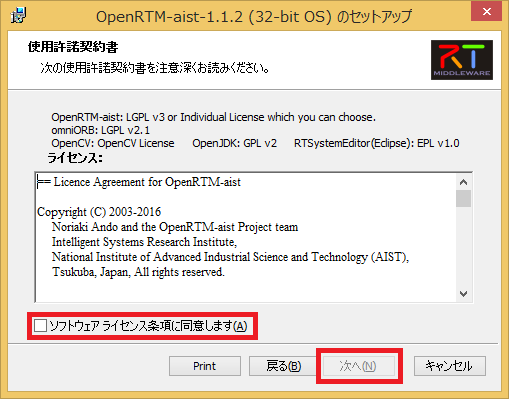 OpenRTM-aist-1.1.2 (32-bit OS) のセットアップ
使用許諾契約書
次の使用許諾契約書を注意深くお読みください。
RT
MIDDLEWARE
OpenRTM-aist: LGPL v3 or Individual License which you can choose.
omniORB: LGPL v2.1
OpenCV: OpenCV License OpenJDK: GPL v2 RTSystemEditor(Eclipse): EPL v1.0
ライセンス:
== Licence Agreement for OpenRTM-aist
Copyright (C) 2003-2016
Noriaki Ando and the OpenRTM-aist Project team
Intelligent Systems Research Institute,
National Institute of Advanced Industrial Science and Technology (AIST),
Tsukuba, Japan, All rights reserved.
ソフトウェア ライセンス条項に同意します(A)
Print 戻る(B) 次へ(N) キャンセル